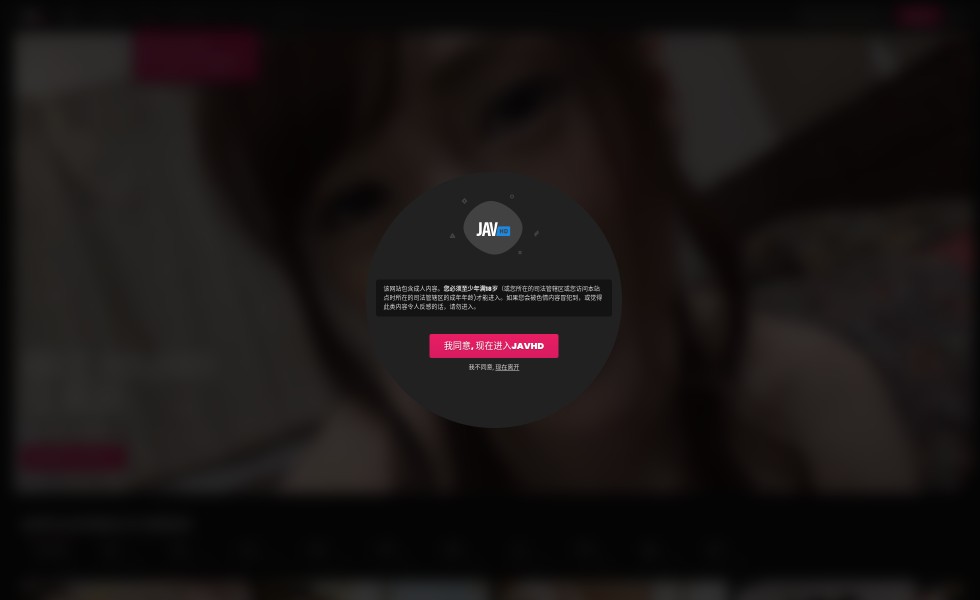 JAV HD
该网站包含成人内容。您必须至少年满18岁（或您所在的司法管辖区或您访问本站
点时所在的司法管辖区的成年年龄)才能进入。如果您会被色情内容冒犯到，或觉得
此类内容令人反感的话，请勿进入。
我同意, 现在进入JAVHD
我不同意, 现在离开